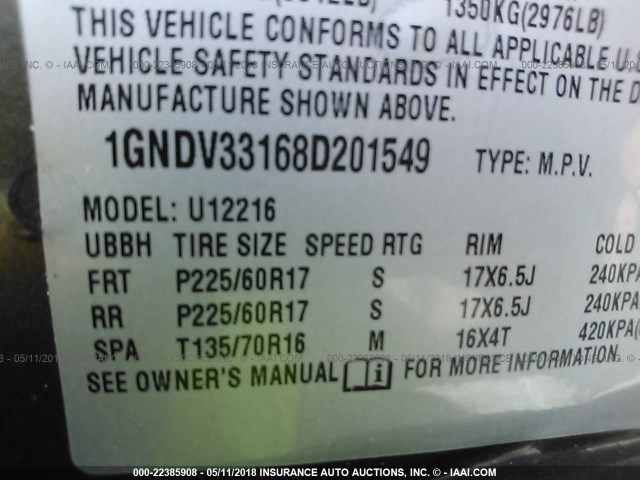 1350KG(2976LB)
THIS VEHICLE CONFORMS TO ALL APPLICABLE U.
VEHICLE SAFETY STANDARDS IN EFFECT ON THE D
MANUFACTURE SHOWN ABOVE.
1GNDV33168D201549 TYPE: M.P.V.
MODEL: U12216
UBBH TIRE SIZE SPEED RTG RIM COLD
FRT P225/60R17 S 17X6.5J 240KPA
RR P225/60R17 S 17X6.5J 240KPA
SPA T135/70R16 M 16X4T 420KPA(
SEE OWNER'S MANUAL i FOR MORE INFORMATION.
000-22385908 - 05/11/2018 INSURANCE AUTO AUCTIONS, INC. © - IAAI.COM